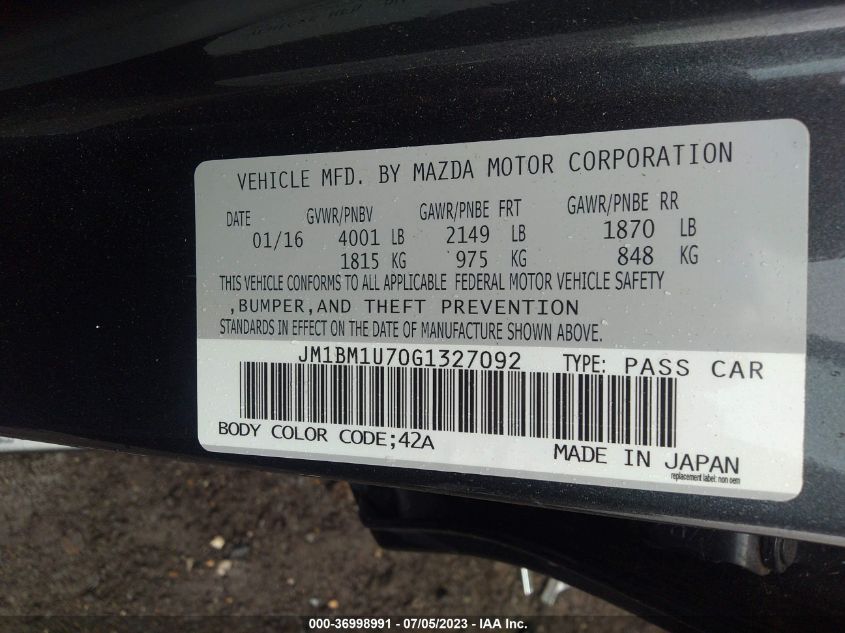 VEHICLE MFD. BY MAZDA MOTOR CORPORATION
DATE GVWR/PNBV GAWR/PNBE FRT GAWR/PNBE RR
01/16 4001 LB 2149 LB 1870 LB
1815 KG 975 KG 848 KG
THIS VEHICLE CONFORMS TO ALL APPLICABLE FEDERAL MOTOR VEHICLE SAFETY
,BUMPER,AND THEFT PREVENTION
STANDARDS IN EFFECT ON THE DATE OF MANUFACTURE SHOWN ABOVE.
JM1BM1U70G1327092 TYPE: PASS CAR
BODY COLOR CODE;42A
MADE IN JAPAN
replacement label: non oem
000-36998991 - 07/05/2023 - IAA Inc.